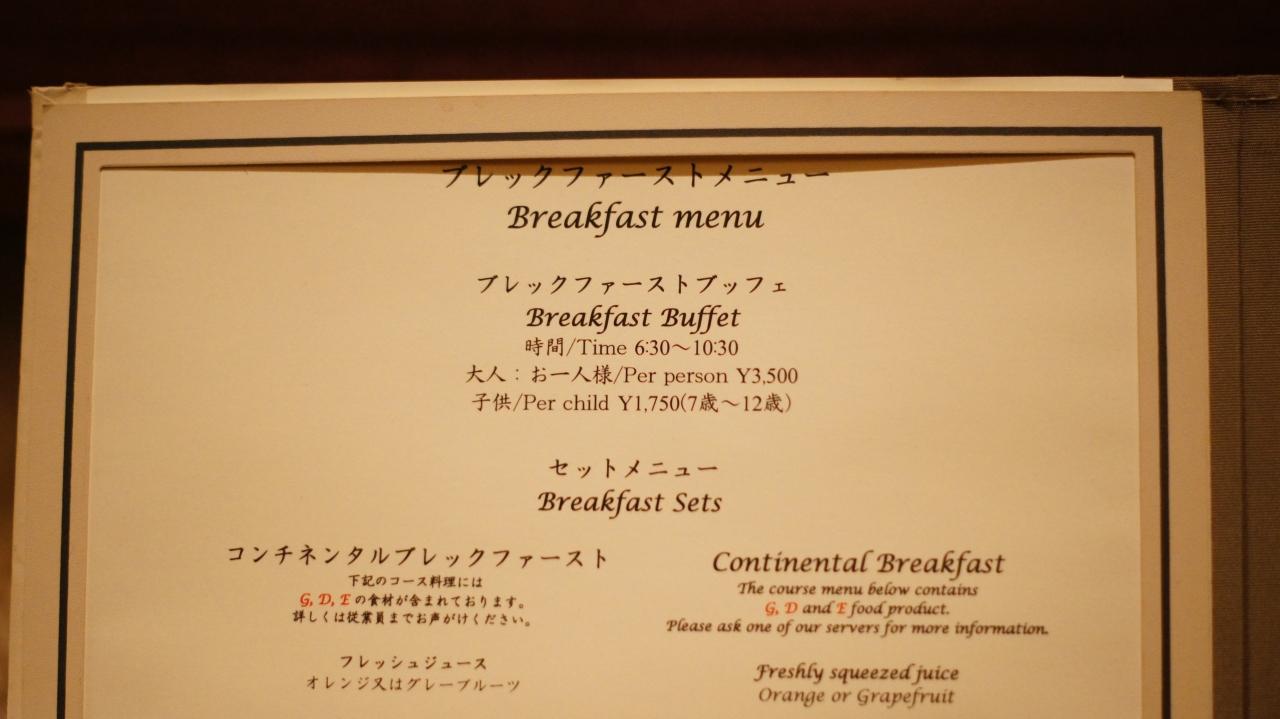 ブレックファーストメニュー
Breakfast menu
ブレックファーストブッフェ
Breakfast Buffet
時間/Time 6:30～10:30
大人：お一人様/Per person Y3,500
子供/Per child Y1,750(7歳～12歳)
セットメニュー
Breakfast Sets
コンチネンタルブレックファースト
下記のコース料理には
G, D, E の食材が含まれております。
詳しくは従業員までお声がけください。
フレッシュジュース
オレンジ又はグレープルーツ
Continental Breakfast
The course menu below contains
G, D and E food product.
Please ask one of our servers for more information.
Freshly squeezed juice
Orange or Grapefruit